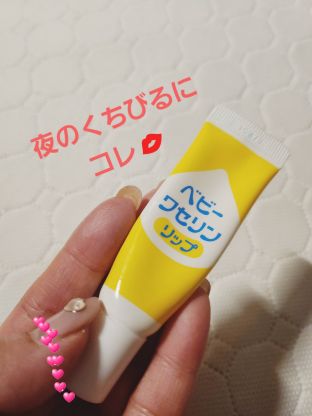 夜のくちびるに
コレ💋
ベビー
ワセリン
リップ